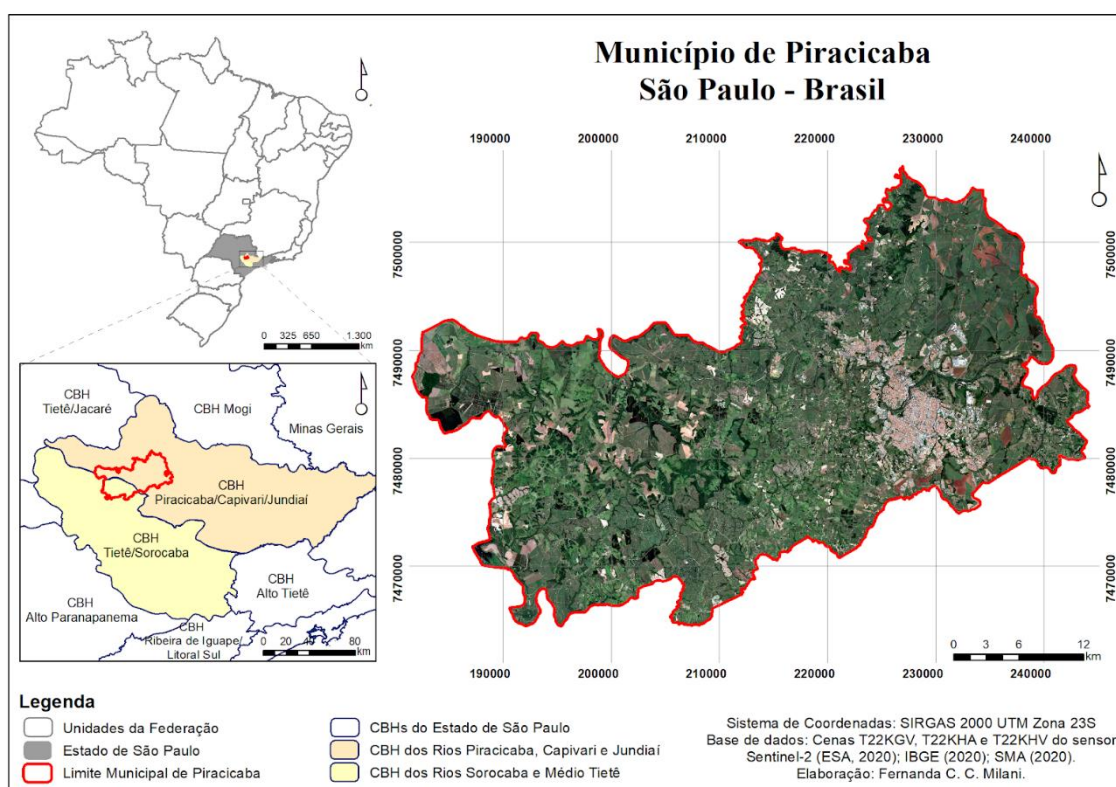 Município de Piracicaba
São Paulo - Brasil
190000
200000
210000
220000
230000
240000
7500000
7490000
7480000
7470000
190000
200000
210000
220000
230000
240000
0 3 6 12
km
0 325 650 1.300
km
CBH
Tietê/Jacaré
CBH Mogi
Minas Gerais
CBH
Piracicaba/Capivari/Jundiaí
CBH
Tietê/Sorocaba
CBH
Alto Tietê
CBH
Alto Paranapanema
CBH
Ribeira de Iguape/
Litoral Sul
0 20 40 80
km
Legenda
Unidades da Federação
Estado de São Paulo
Limite Municipal de Piracicaba
CBHs do Estado de São Paulo
CBH dos Rios Piracicaba, Capivari e Jundiaí
CBH dos Rios Sorocaba e Médio Tietê
Sistema de Coordenadas: SIRGAS 2000 UTM Zona 23S
Base de dados: Cenas T22KGV, T22KHA e T22KHV do sensor
Sentinel-2 (ESA, 2020); IBGE (2020); SMA (2020).
Elaboração: Fernanda C. C. Milani.